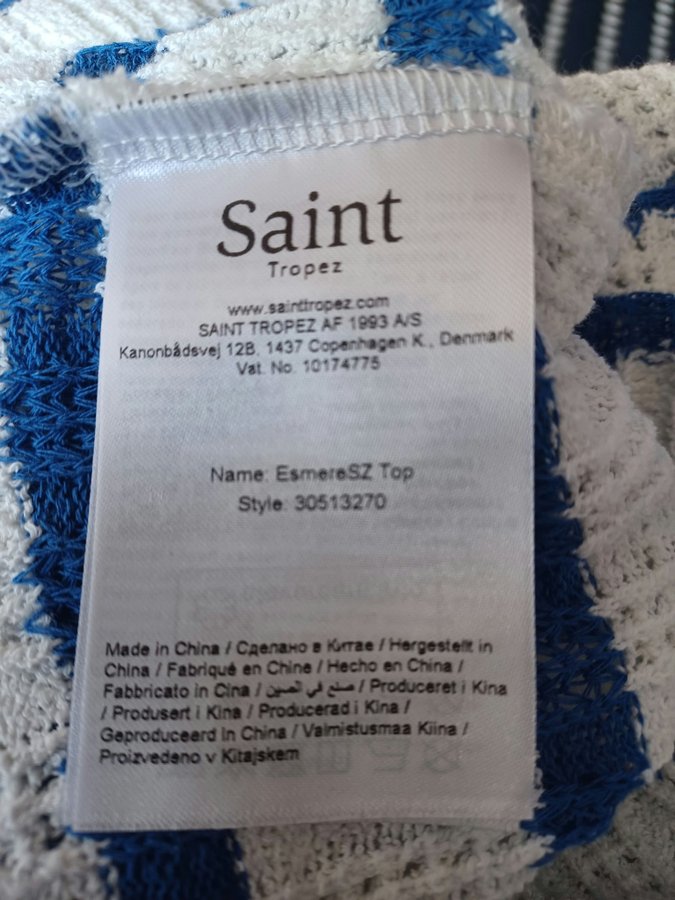 Saint
Tropez
www.sainttropez.com
SAINT TROPEZ AF 1993 A/S
Kanonbådsvej 12B, 1437 Copenhagen K., Denmark
Vat. No. 10174775
Name: EsmereSZ Top
Style: 30513270
Made in China / Сделано в Китае / Hergestellt in
China / Fabriqué en Chine / Hecho en China /
Fabbricato in Cina / صنع في الصين / Produceret i Kina
/ Produsert i Kina / Producerad i Kina /
Geproduceerd In China / Valmistusmaa Kiina /
Proizvedeno v Kitajskem